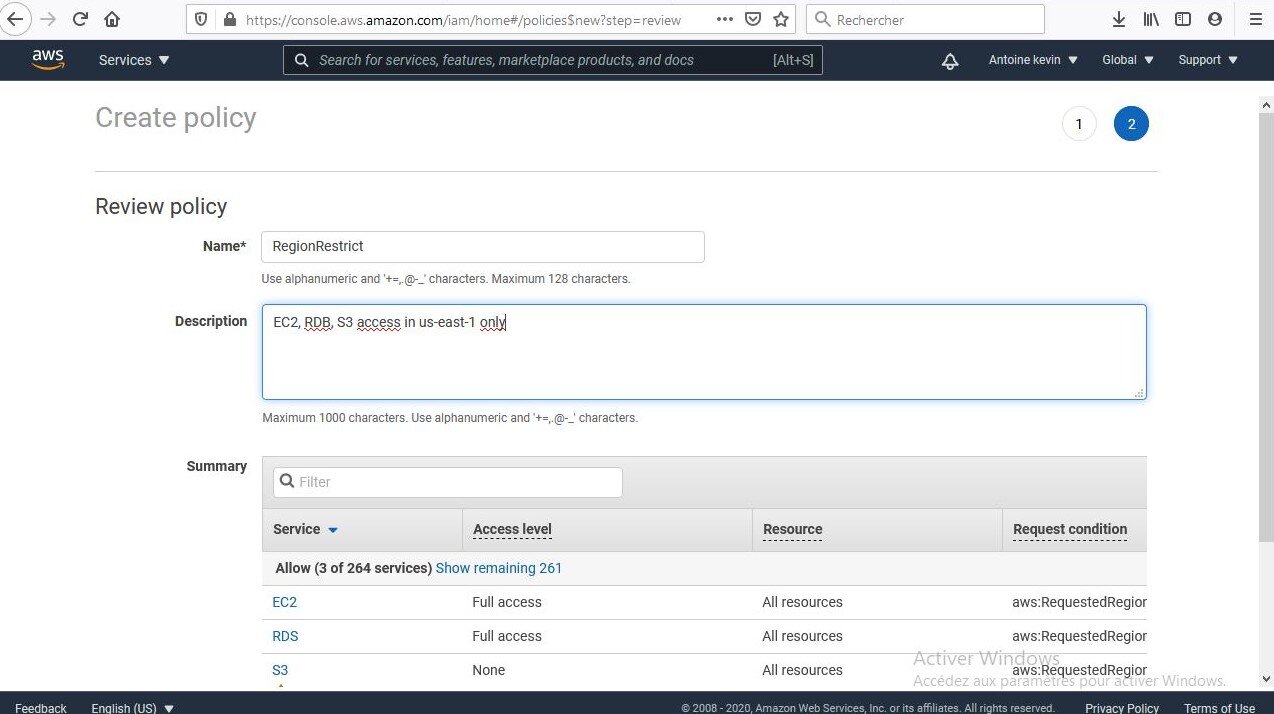 https://console.aws.amazon.com/iam/home#/policies$new?step=review
Rechercher
aws
Services
Search for services, features, marketplace products, and docs [Alt+S]
Antoine kevin
Global
Support
Create policy
1
2
Review policy
Name*
RegionRestrict
Use alphanumeric and '+=,.@-_' characters. Maximum 128 characters.
Description
EC2, RDB, S3 access in us-east-1 only
Maximum 1000 characters. Use alphanumeric and '+=,.@-_' characters.
Summary
Filter
Service Access level Resource Request condition
Allow (3 of 264 services) Show remaining 261
EC2 Full access All resources aws:RequestedRegion
RDS Full access All resources aws:RequestedRegion
S3 None All resources aws:RequestedRegion
Activer Windows
Accédez aux paramètres pour activer Windows.
Feedback English (US) © 2008 - 2020, Amazon Web Services, Inc. or its affiliates. All rights reserved. Privacy Policy Terms of Use